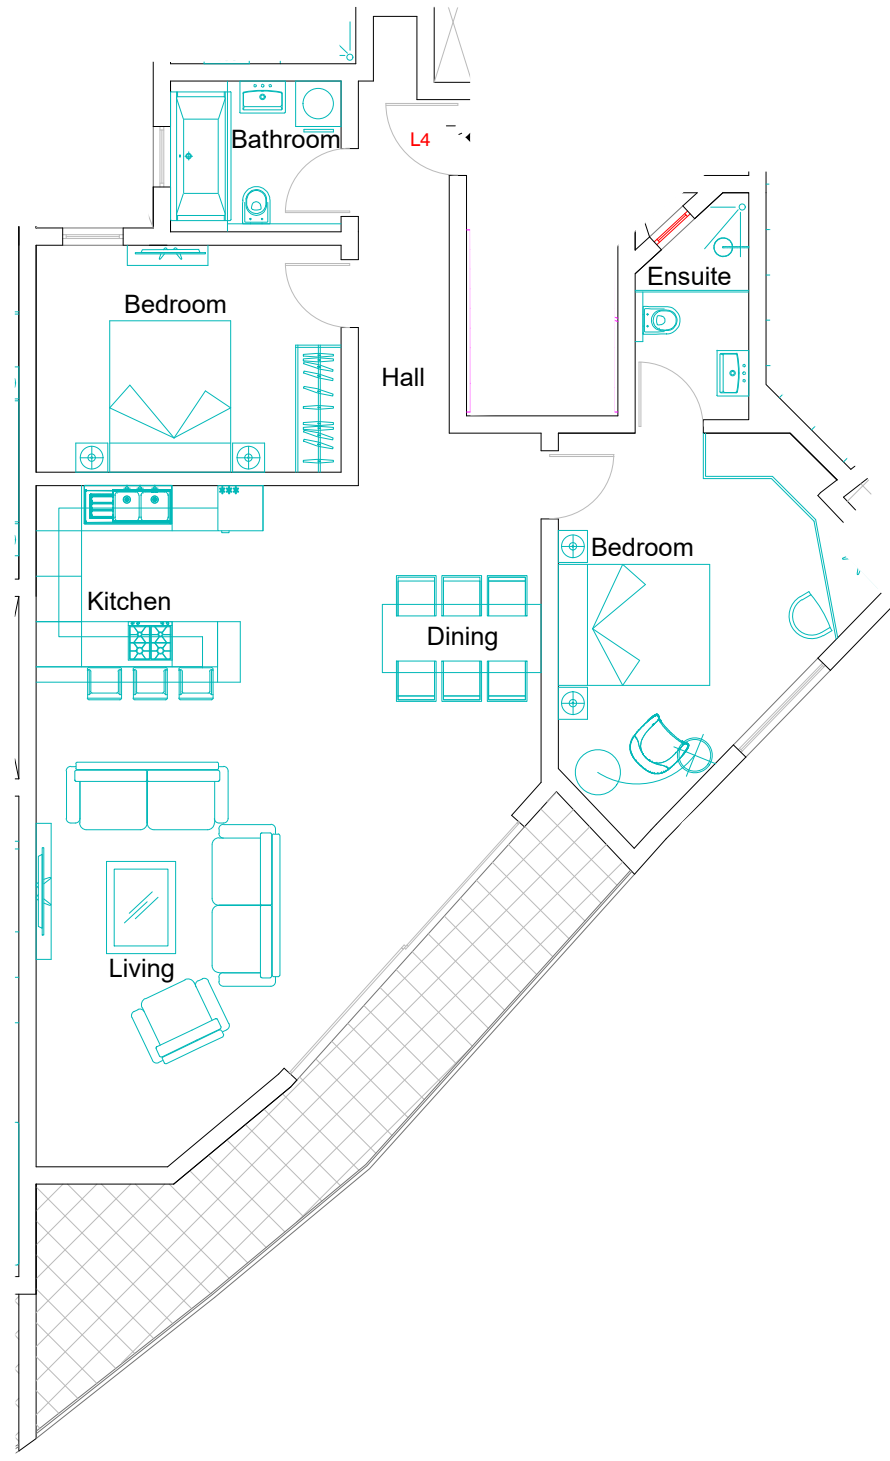 L4
Bathroom
Ensuite
Bedroom
Hall
Bedroom
Kitchen
Dining
Living